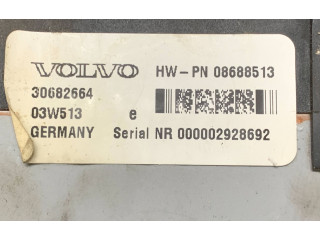 VOLVO HW-PN 08688513
30682664
03W513 e
GERMANY Serial NR 000002928692